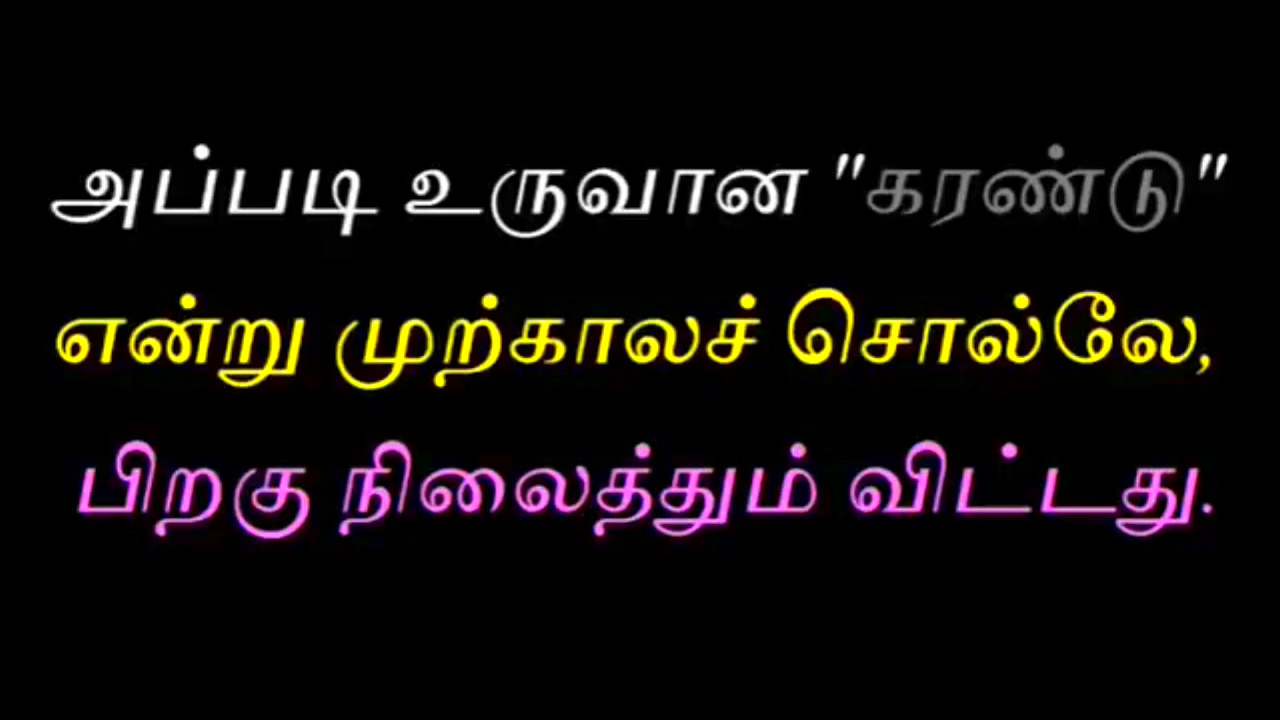 அப்படி உருவான "கரண்டு"
என்று முற்காலச் சொல்லே,
பிறகு நிலைத்தும் விட்டது.